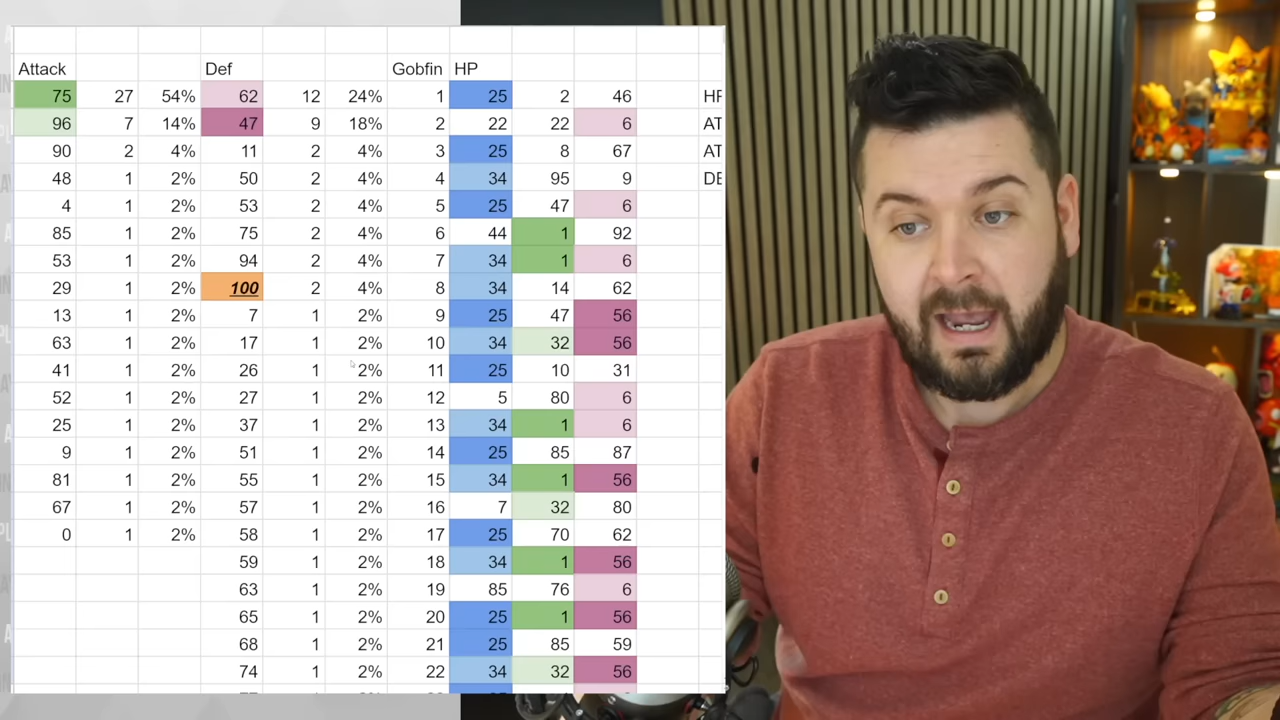 Attack Def Gobfin HP
75 27 54% 62 12 24% 1 25 2 46
96 7 14% 47 9 18% 2 22 22 6
90 2 4% 11 2 4% 3 25 8 67
48 1 2% 50 2 4% 4 34 95 9
4 1 2% 53 2 4% 5 25 47 6
85 1 2% 75 2 4% 6 44 1 92
53 1 2% 94 2 4% 7 34 1 6
29 1 2% 100 2 4% 8 34 14 62
13 1 2% 7 1 2% 9 25 47 56
63 1 2% 17 1 2% 10 34 32 56
41 1 2% 26 1 2% 11 25 10 31
52 1 2% 27 1 2% 12 5 80 6
25 1 2% 37 1 2% 13 34 1 6
9 1 2% 51 1 2% 14 25 85 87
81 1 2% 55 1 2% 15 34 1 56
67 1 2% 57 1 2% 16 7 32 80
0 1 2% 58 1 2% 17 25 70 62
59 1 2% 18 34 1 56
63 1 2% 19 85 76 6
65 1 2% 20 25 1 56
68 1 2% 21 25 85 59
74 1 2% 22 34 32 56